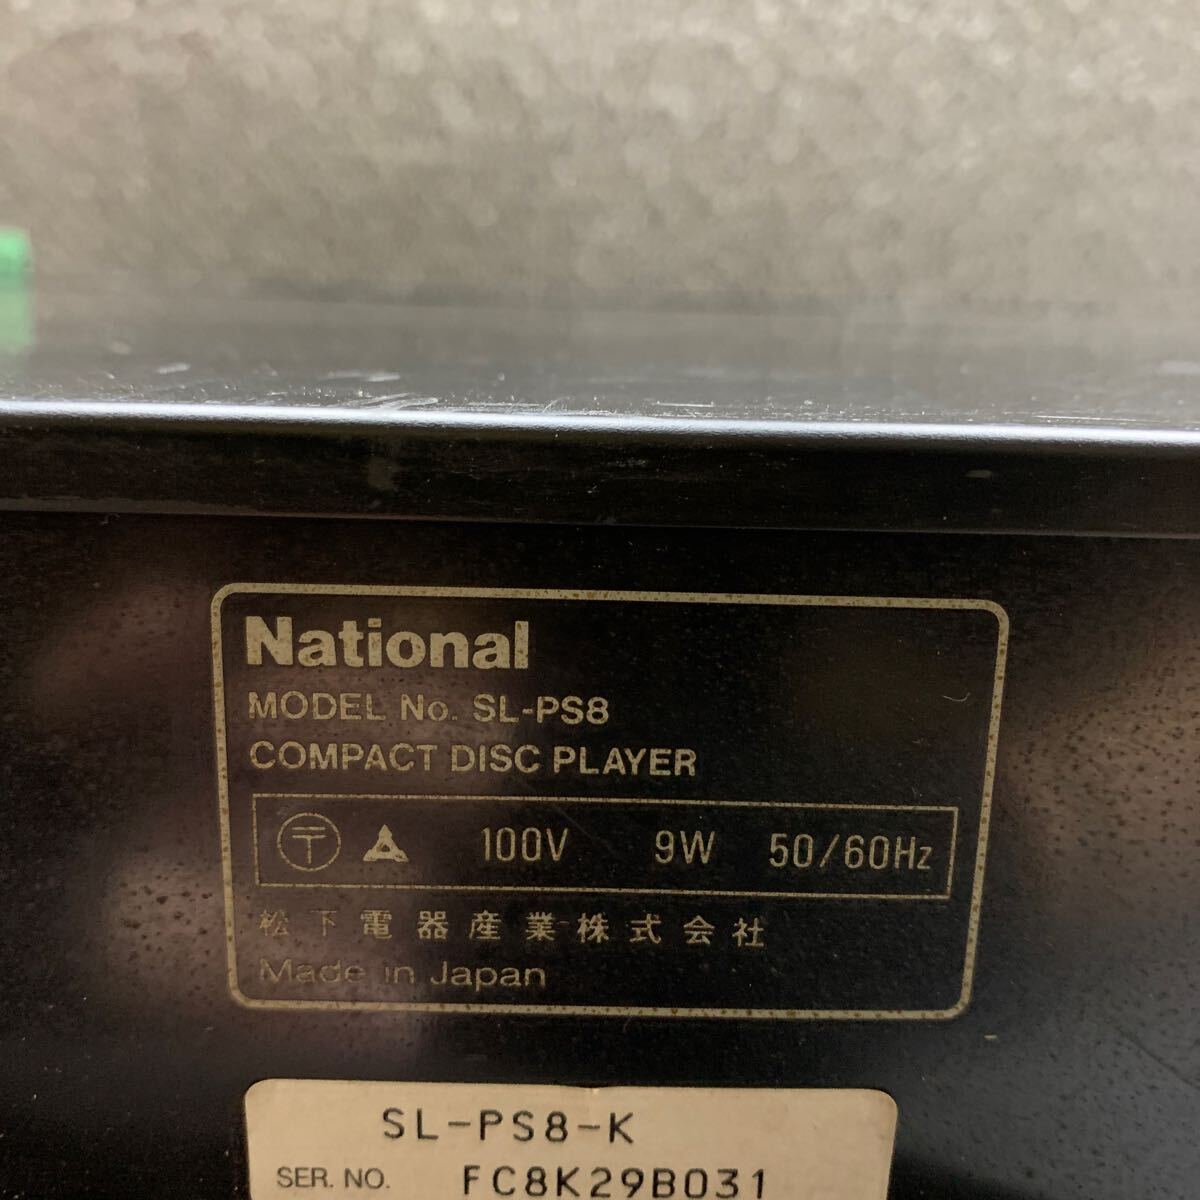 National
MODEL No. SL-PS8
COMPACT DISC PLAYER
〒 100V 9W 50/60Hz
松下電器産業株式会社
Made in Japan
SL-PS8-K
SER. NO. FC8K29B031